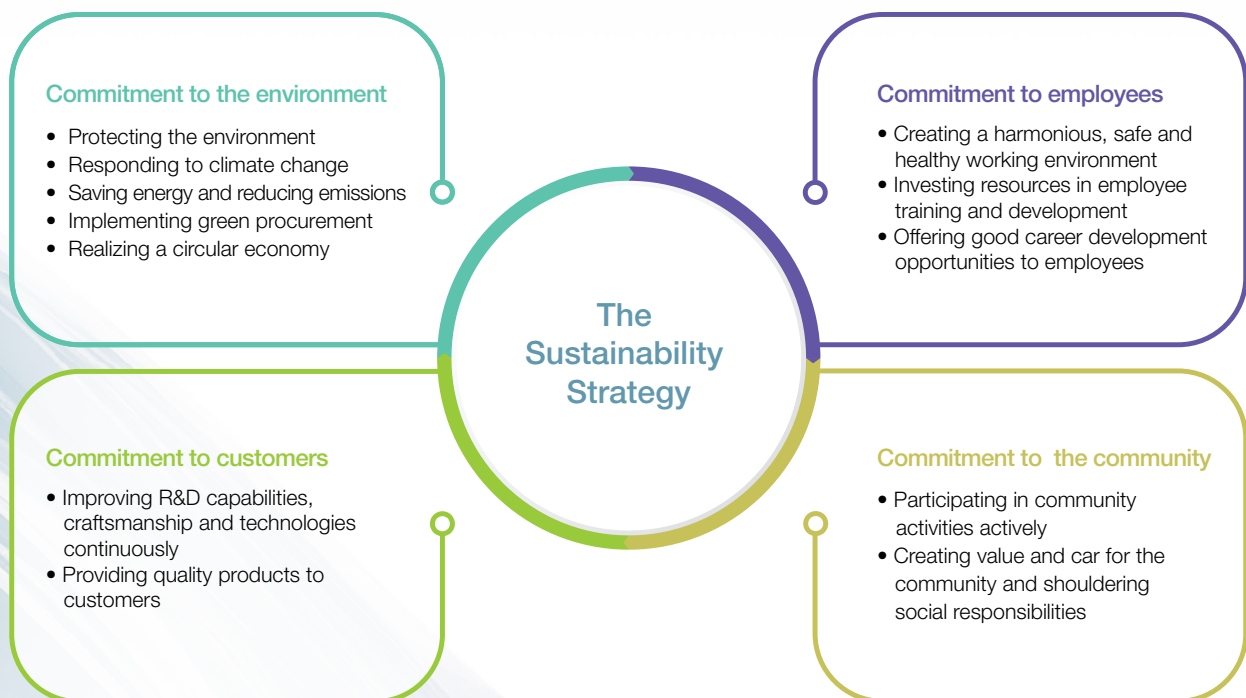 Commitment to the environment
• Protecting the environment
• Responding to climate change
• Saving energy and reducing emissions
• Implementing green procurement
• Realizing a circular economy
Commitment to employees
• Creating a harmonious, safe and
healthy working environment
• Investing resources in employee
training and development
• Offering good career development
opportunities to employees
The
Sustainability
Strategy
Commitment to customers
• Improving R&D capabilities,
craftsmanship and technologies
continuously
• Providing quality products to
customers
Commitment to the community
• Participating in community
activities actively
• Creating value and car for the
community and shouldering
social responsibilities